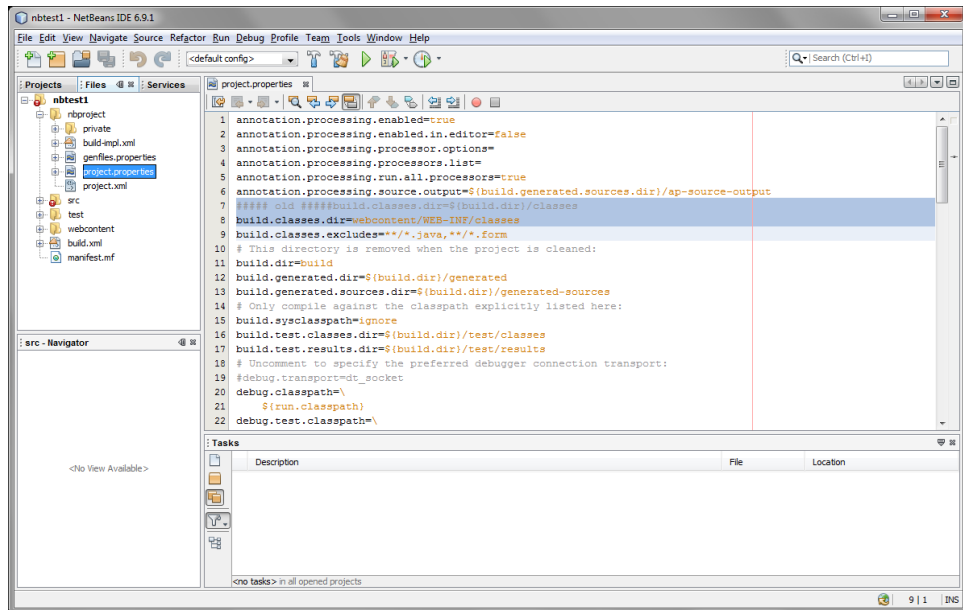 nbtest1 - NetBeans IDE 6.9.1
File Edit View Navigate Source Refactor Run Debug Profile Team Tools Window Help
<default config>
Search (Ctrl+I)
Projects Files Services
project.properties
nbtest1
nbproject
private
build-impl.xml
genfiles.properties
project.properties
project.xml
src
test
webcontent
build.xml
manifest.mf
1 annotation.processing.enabled=true
2 annotation.processing.enabled.in.editor=false
3 annotation.processing.processor.options=
4 annotation.processing.processors.list=
5 annotation.processing.run.all.processors=true
6 annotation.processing.source.output=${build.generated.sources.dir}/ap-source-output
7 ##### old #####build.classes.dir=${build.dir}/classes
8 build.classes.dir=webcontent/WEB-INF/classes
9 build.classes.excludes=**/*.java,**/*.form
10 # This directory is removed when the project is cleaned:
11 build.dir=build
12 build.generated.dir=${build.dir}/generated
13 build.generated.sources.dir=${build.dir}/generated-sources
14 # Only compile against the classpath explicitly listed here:
15 build.sysclasspath=ignore
16 build.test.classes.dir=${build.dir}/test/classes
17 build.test.results.dir=${build.dir}/test/results
18 # Uncomment to specify the preferred debugger connection transport:
19 #debug.transport=dt_socket
20 debug.classpath=\
21 ${run.classpath}
22 debug.test.classpath=\
src - Navigator
<No View Available>
Tasks
Description File Location
<no tasks> in all opened projects
9 | 1 INS